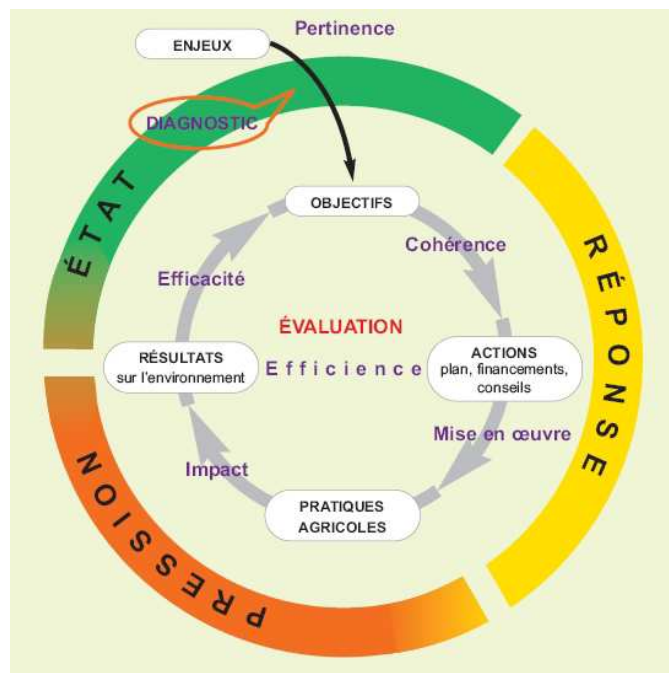 Pertinence
ENJEUX
DIAGNOSTIC
ÉTAT
RÉPONSE
PRESSION
OBJECTIFS
Cohérence
Efficacité
ÉVALUATION
RÉSULTATS
sur l'environnement
Efficience
ACTIONS
plan, financements,
conseils
Mise en œuvre
Impact
PRATIQUES
AGRICOLES